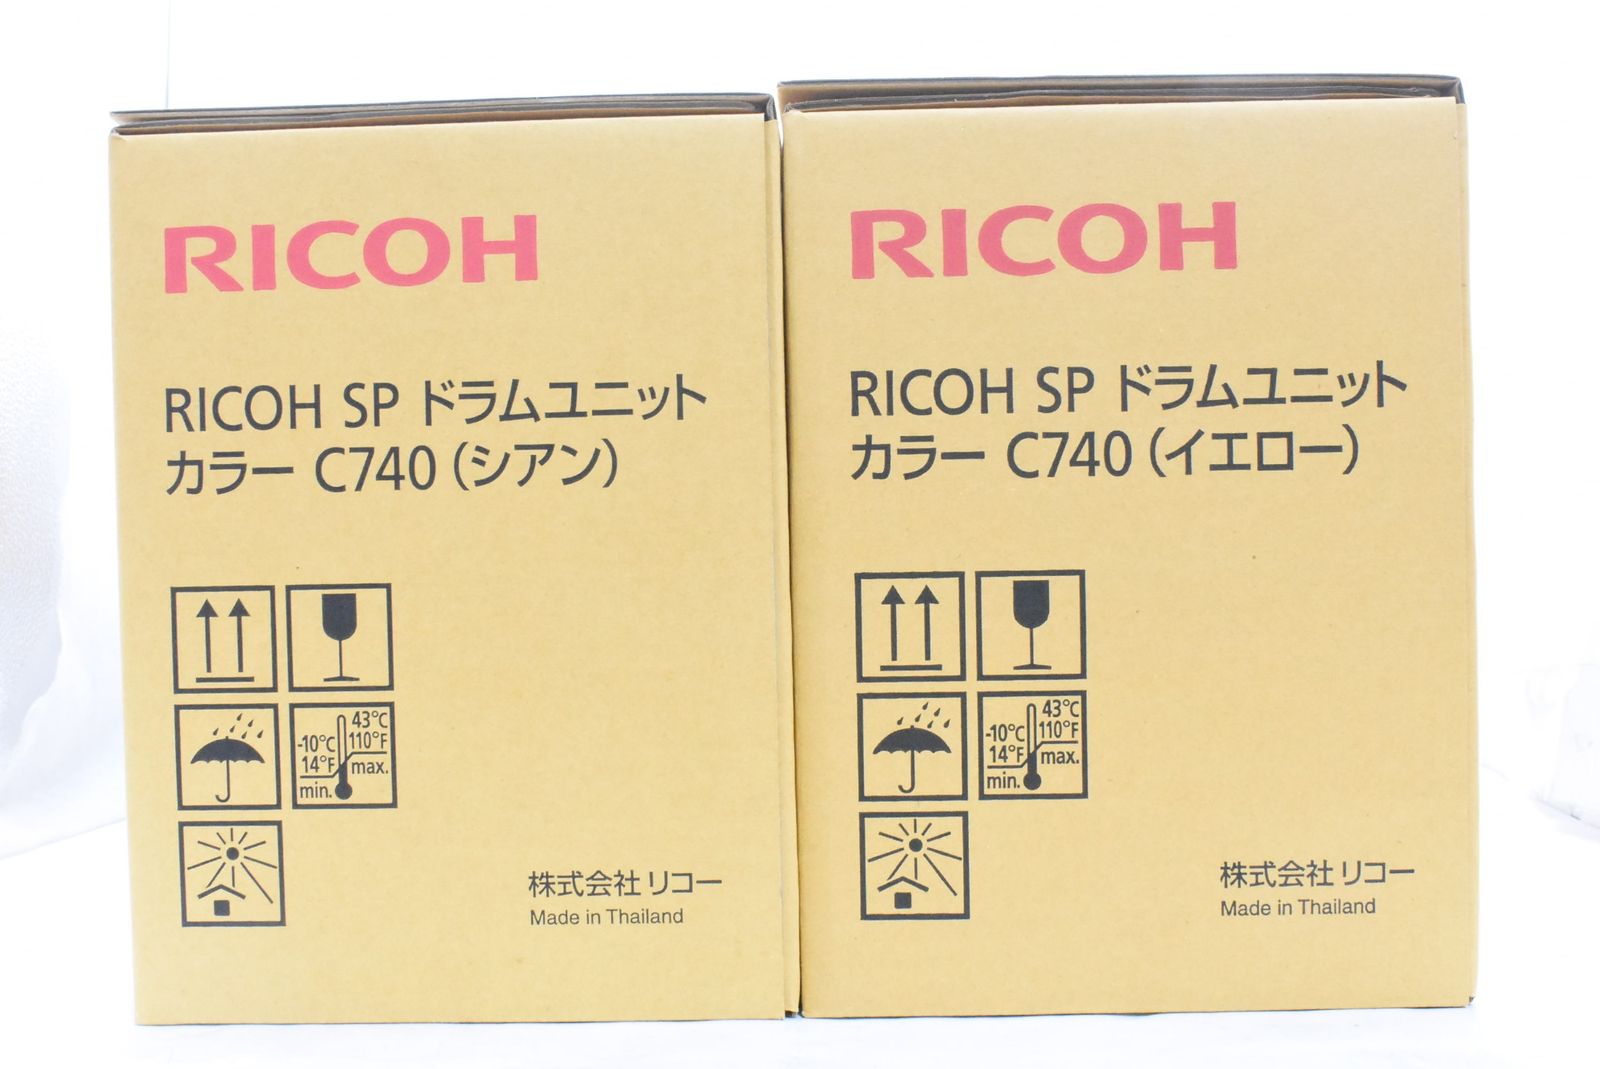 RICOH
RICOH SP ドラムユニット
カラー C740（シアン）
43°C
-10°C 110°F
14°F max.
min.
株式会社リコー
Made in Thailand
RICOH
RICOH SP ドラムユニット
カラー C740（イエロー）
43°C
-10°C 110°F
14°F max.
min.
株式会社リコー
Made in Thailand